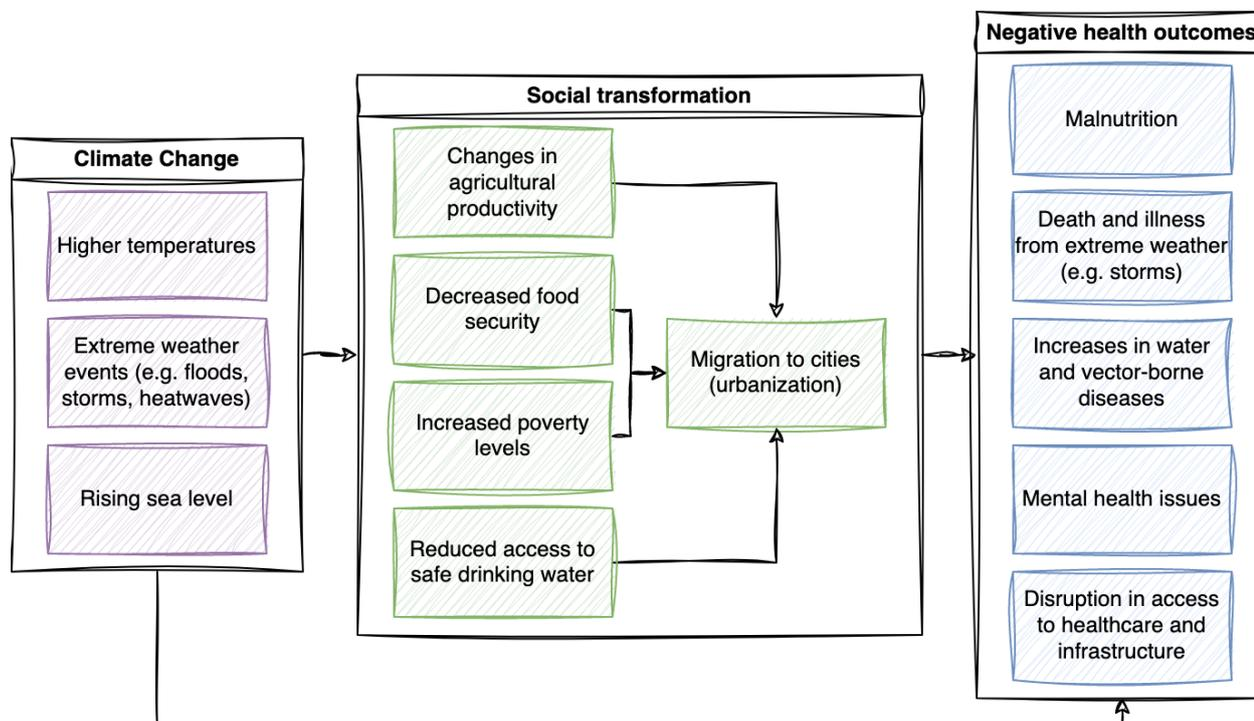 Climate Change
Higher temperatures
Extreme weather
events (e.g. floods,
storms, heatwaves)
Rising sea level
Social transformation
Changes in
agricultural
productivity
Decreased food
security
Increased poverty
levels
Reduced access to
safe drinking water
Migration to cities
(urbanization)
Negative health outcomes
Malnutrition
Death and illness
from extreme weather
(e.g. storms)
Increases in water
and vector-borne
diseases
Mental health issues
Disruption in access
to healthcare and
infrastructure